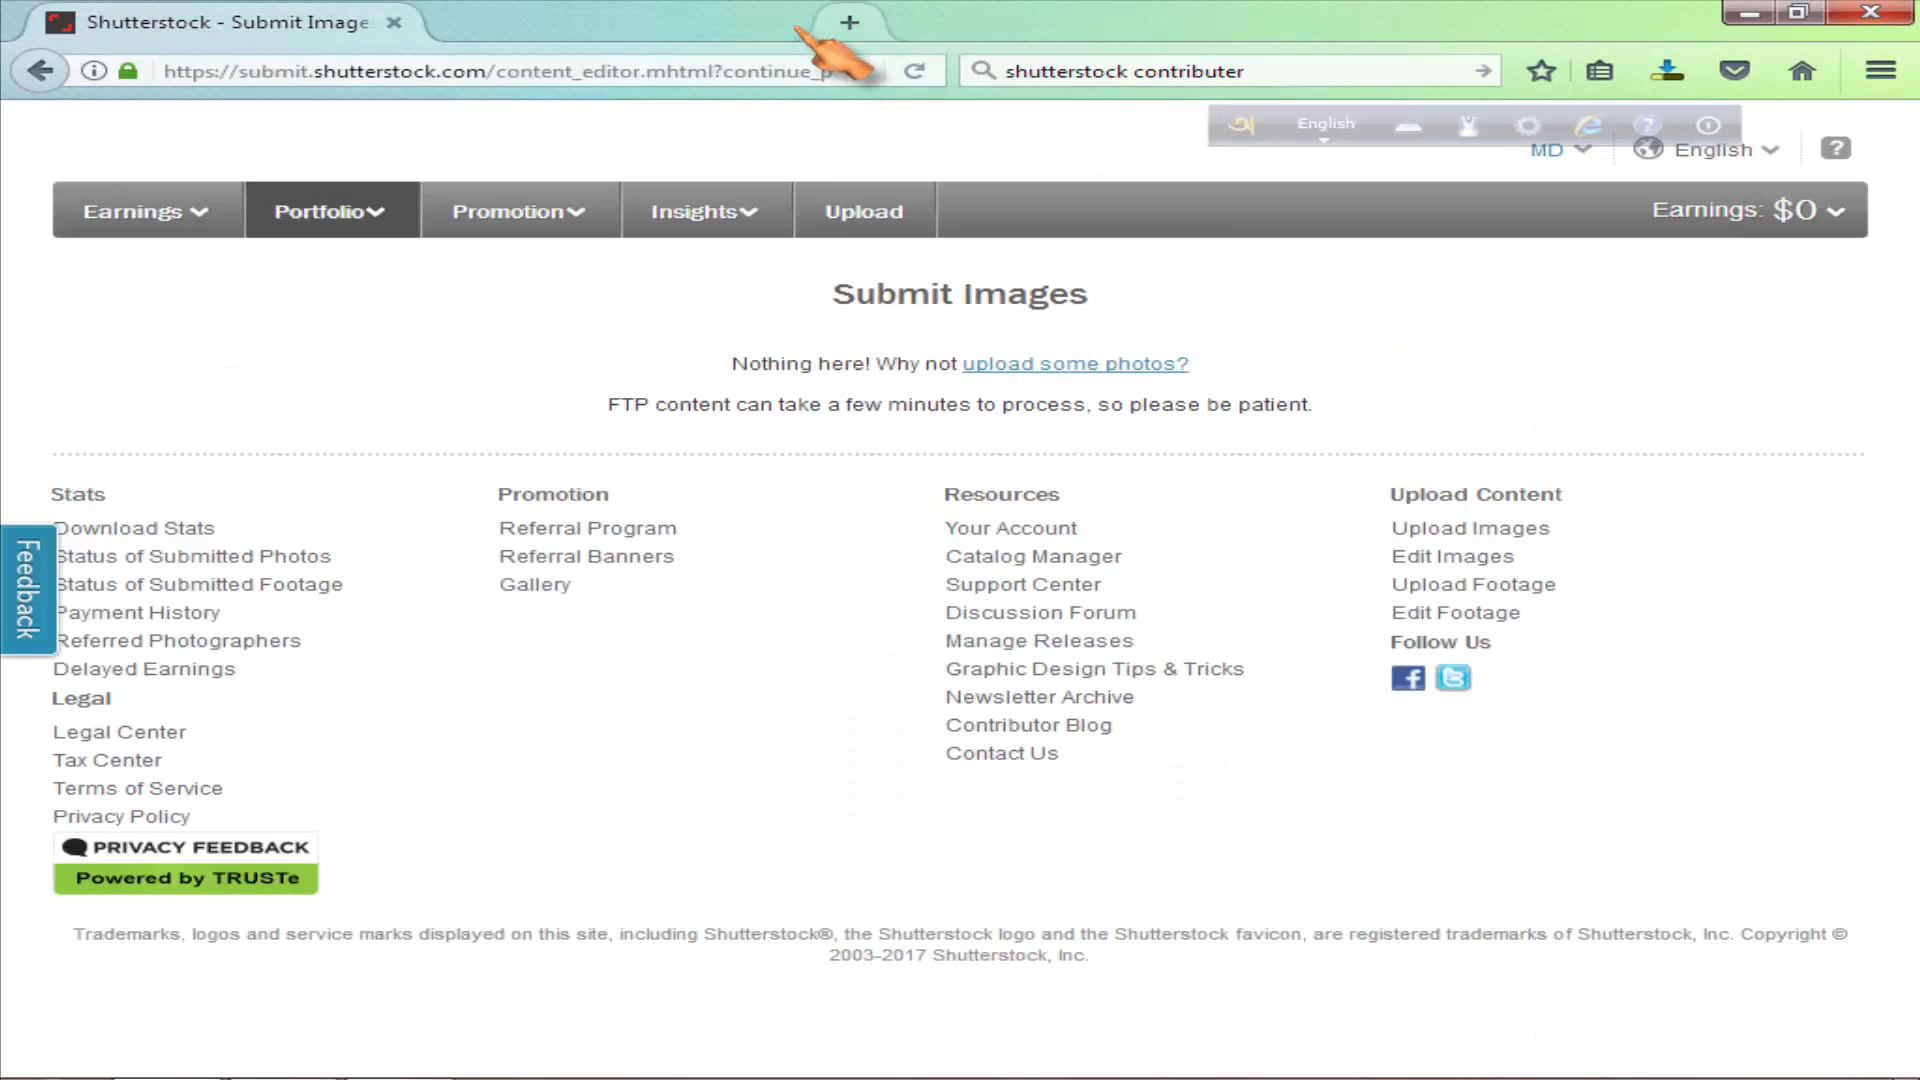 Shutterstock - Submit Image
https://submit.shutterstock.com/content_editor.mhtml?continue_p
shutterstock contributer
অ English
MD English ?
Earnings Portfolio Promotion Insights Upload Earnings: $0
Submit Images
Nothing here! Why not upload some photos?
FTP content can take a few minutes to process, so please be patient.
Stats
Download Stats
Status of Submitted Photos
Status of Submitted Footage
Payment History
Referred Photographers
Delayed Earnings
Legal
Legal Center
Tax Center
Terms of Service
Privacy Policy
PRIVACY FEEDBACK
Powered by TRUSTe
Feedback
Promotion
Referral Program
Referral Banners
Gallery
Resources
Your Account
Catalog Manager
Support Center
Discussion Forum
Manage Releases
Graphic Design Tips & Tricks
Newsletter Archive
Contributor Blog
Contact Us
Upload Content
Upload Images
Edit Images
Upload Footage
Edit Footage
Follow Us
Trademarks, logos and service marks displayed on this site, including Shutterstock®, the Shutterstock logo and the Shutterstock favicon, are registered trademarks of Shutterstock, Inc. Copyright ©
2003-2017 Shutterstock, Inc.